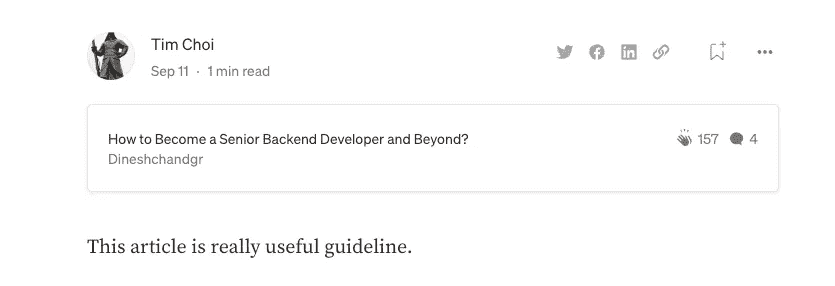 Tim Choi
Sep 11 · 1 min read
How to Become a Senior Backend Developer and Beyond?
157 4
Dineshchandgr
This article is really useful guideline.